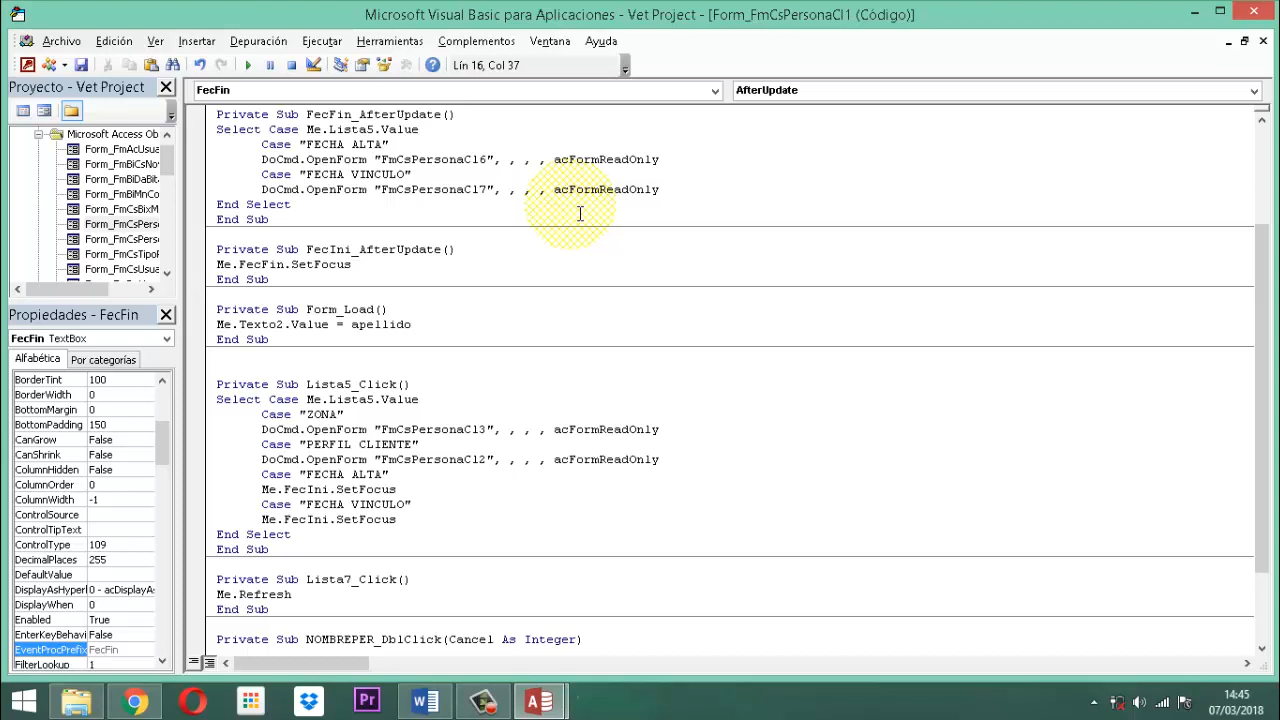 Microsoft Visual Basic para Aplicaciones - Vet Project - [Form_FmCsPersonaCl1 (Código)]
Archivo Edición Ver Insertar Depuración Ejecutar Herramientas Complementos Ventana Ayuda
Lín 16, Col 37
Proyecto - Vet Project
FecFin
AfterUpdate
Microsoft Access Ob
Form_FmAcUsua
Form_FmBiCsNov
Form_FmBiDaBit
Form_FmBiMnCo
Form_FmCsBixM
Form_FmCsPerso
Form_FmCsPerso
Form_FmCsTipoF
Form_FmCsUsua
Propiedades - FecFin
FecFin TextBox
Alfabética Por categorías
BorderTint 100
BorderWidth 0
BottomMargin 0
BottomPadding 150
CanGrow False
CanShrink False
ColumnHidden False
ColumnOrder 0
ColumnWidth -1
ControlSource
ControlTipText
ControlType 109
DecimalPlaces 255
DefaultValue
DisplayAsHyperl 0 - acDisplayAs
DisplayWhen 0
Enabled True
EnterKeyBehavi False
EventProcPrefix FecFin
FilterLookup 1
Private Sub FecFin_AfterUpdate()
Select Case Me.Lista5.Value
Case "FECHA ALTA"
DoCmd.OpenForm "FmCsPersonaCl6", , , , acFormReadOnly
Case "FECHA VINCULO"
DoCmd.OpenForm "FmCsPersonaCl7", , , , acFormReadOnly
End Select
End Sub
Private Sub FecIni_AfterUpdate()
Me.FecFin.SetFocus
End Sub
Private Sub Form_Load()
Me.Texto2.Value = apellido
End Sub
Private Sub Lista5_Click()
Select Case Me.Lista5.Value
Case "ZONA"
DoCmd.OpenForm "FmCsPersonaCl3", , , , acFormReadOnly
Case "PERFIL CLIENTE"
DoCmd.OpenForm "FmCsPersonaCl2", , , , acFormReadOnly
Case "FECHA ALTA"
Me.FecIni.SetFocus
Case "FECHA VINCULO"
Me.FecIni.SetFocus
End Select
End Sub
Private Sub Lista7_Click()
Me.Refresh
End Sub
Private Sub NOMBREPER_DblClick(Cancel As Integer)
Pr
14:45
07/03/2018